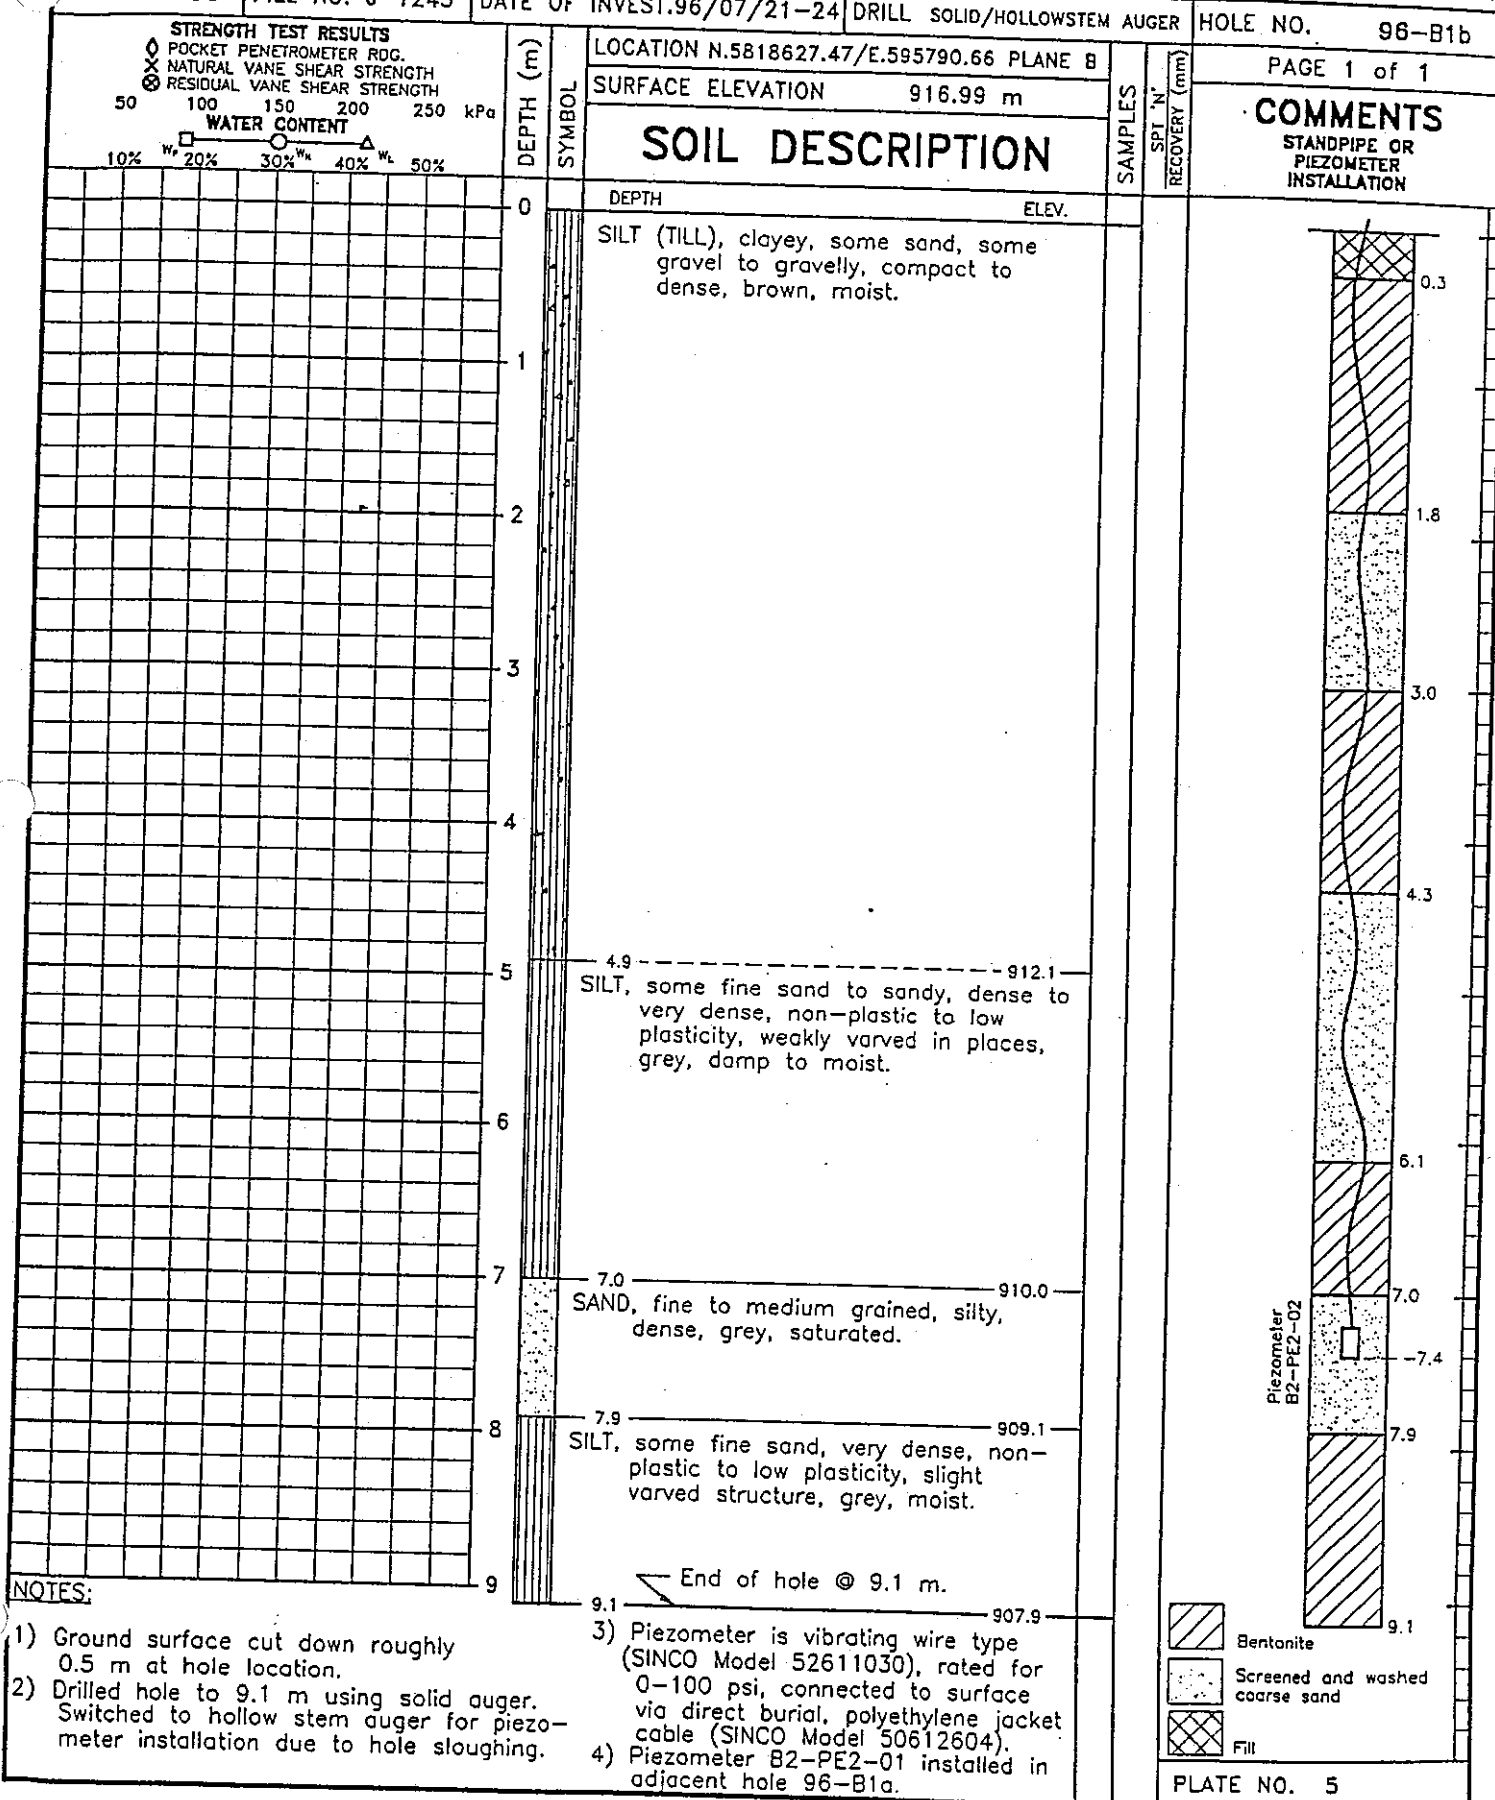 DATE OF INVEST.96/07/21-24 DRILL SOLID/HOLLOWSTEM AUGER HOLE NO. 96-B1b
STRENGTH TEST RESULTS
POCKET PENETROMETER RDG.
NATURAL VANE SHEAR STRENGTH
RESIDUAL VANE SHEAR STRENGTH
50 100 150 200 250 kPa
WATER CONTENT
10% 20% 30% 40% 50%
DEPTH (m)
SYMBOL
LOCATION N.5818627.47/E.595790.66 PLANE 8
SURFACE ELEVATION 916.99 m
SOIL DESCRIPTION
SAMPLES
SPT 'N'
RECOVERY (mm)
PAGE 1 of 1
COMMENTS
STANDPIPE OR
PIEZOMETER
INSTALLATION
DEPTH ELEV.
0
1
2
3
4
5
6
7
8
9
SILT (TILL), clayey, some sand, some
gravel to gravelly, compact to
dense, brown, moist.
4.9 912.1
SILT, some fine sand to sandy, dense to
very dense, non-plastic to low
plasticity, weakly varved in places,
grey, damp to moist.
7.0 910.0
SAND, fine to medium grained, silty,
dense, grey, saturated.
7.9 909.1
SILT, some fine sand, very dense, non-
plastic to low plasticity, slight
varved structure, grey, moist.
End of hole @ 9.1 m.
9.1 907.9
0.3
1.8
3.0
4.3
6.1
7.0
Piezometer
B2-PE2-02
7.4
7.9
9.1
NOTES:
1) Ground surface cut down roughly
0.5 m at hole location.
2) Drilled hole to 9.1 m using solid auger.
Switched to hollow stem auger for piezo-
meter installation due to hole sloughing.
3) Piezometer is vibrating wire type
(SINCO Model 52611030), rated for
0-100 psi, connected to surface
via direct burial, polyethylene jacket
cable (SINCO Model 50612604).
4) Piezometer B2-PE2-01 installed in
adjacent hole 96-B1a.
Bentonite
Screened and washed
coarse sand
Fill
PLATE NO. 5